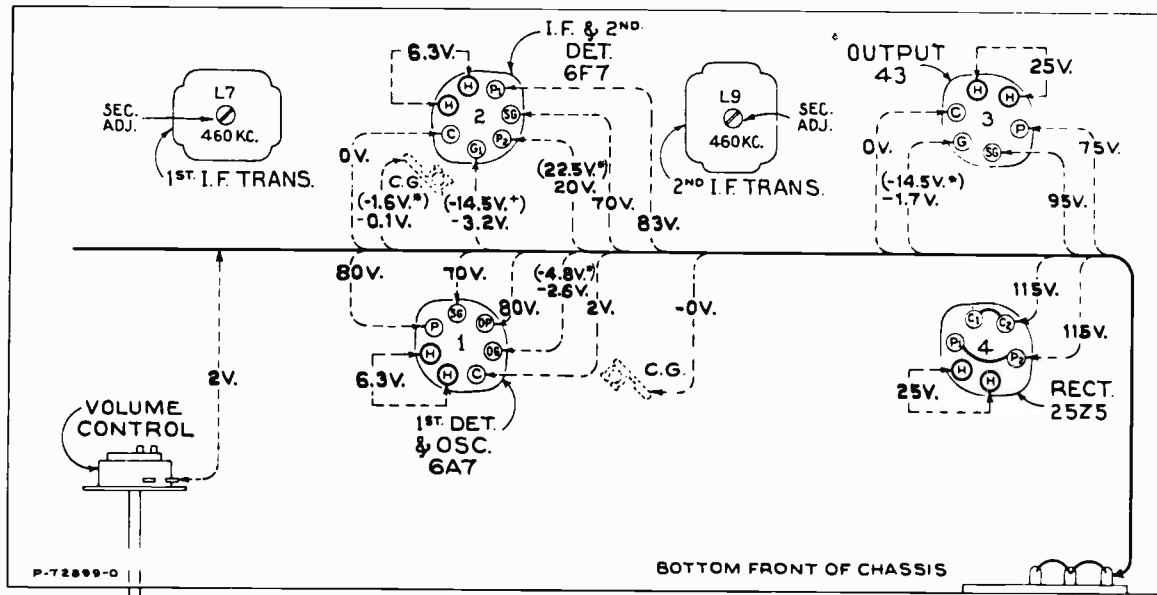 I.F. & 2ND.
DET.
6F7
6.3V.
H
P1
H
2
SG
C
G1
P2
L7
460 KC.
SEC.
ADJ.
1ST. I.F. TRANS.
L9
460KC.
SEC.
ADJ.
2ND I.F. TRANS.
OUTPUT
43
25V.
H
H
C
3
P
G
SG
0V.
C.G.
(-1.6V.*)
-0.1V.
(-14.5V.+)
-3.2V.
(22.5V.*)
20V.
70V.
83V.
0V.
(-14.5V.*)
-1.7V.
95V.
75V.
80V.
70V.
80V.
(-4.8V.*)
-2.6V.
2V.
-0V.
115V.
115V.
SG
P
DP
1
H
OG
H
C
6.3V.
1ST. DET.
& OSC.
6A7
C.G.
C1
C2
P1
4
P2
H
H
25V.
RECT.
25Z5
2V.
VOLUME
CONTROL
P-72899-0
BOTTOM FRONT OF CHASSIS